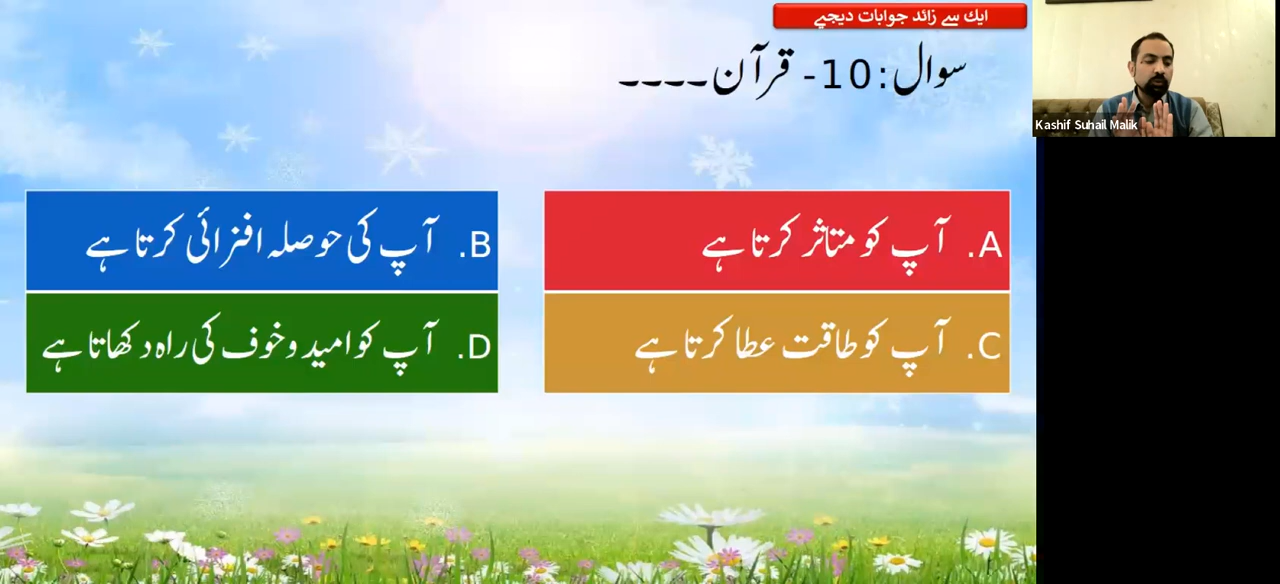 ایک سے زائد جوابات دیجیے
سوال:10- قرآن۔۔۔۔
A. آپ کو متاثر کرتا ہے
B. آپ کی حوصلہ افزائی کرتا ہے
C. آپ کو طاقت عطا کرتا ہے
D. آپ کو امید و خوف کی راہ دکھاتا ہے
Kashif Suhail Malik